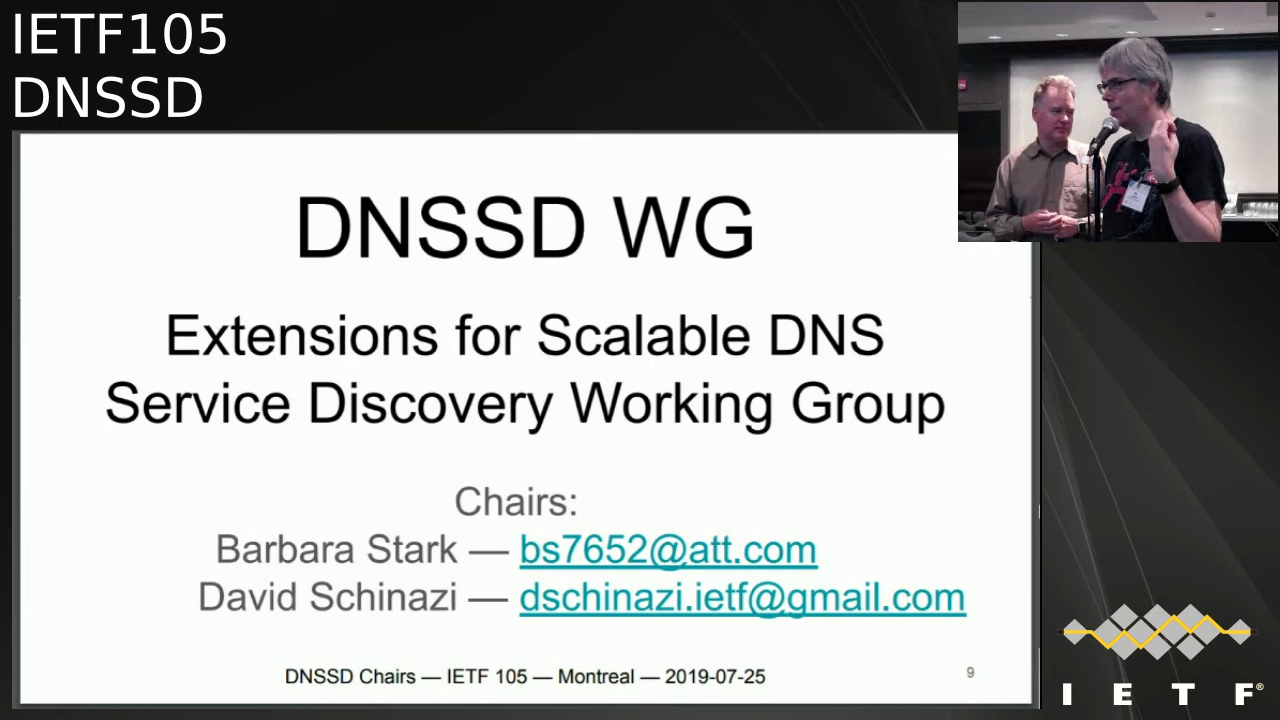 IETF105
DNSSD
DNSSD WG
Extensions for Scalable DNS
Service Discovery Working Group
Chairs:
Barbara Stark — bs7652@att.com
David Schinazi — dschinazi.ietf@gmail.com
DNSSD Chairs — IETF 105 — Montreal — 2019-07-25
9
I E T F®